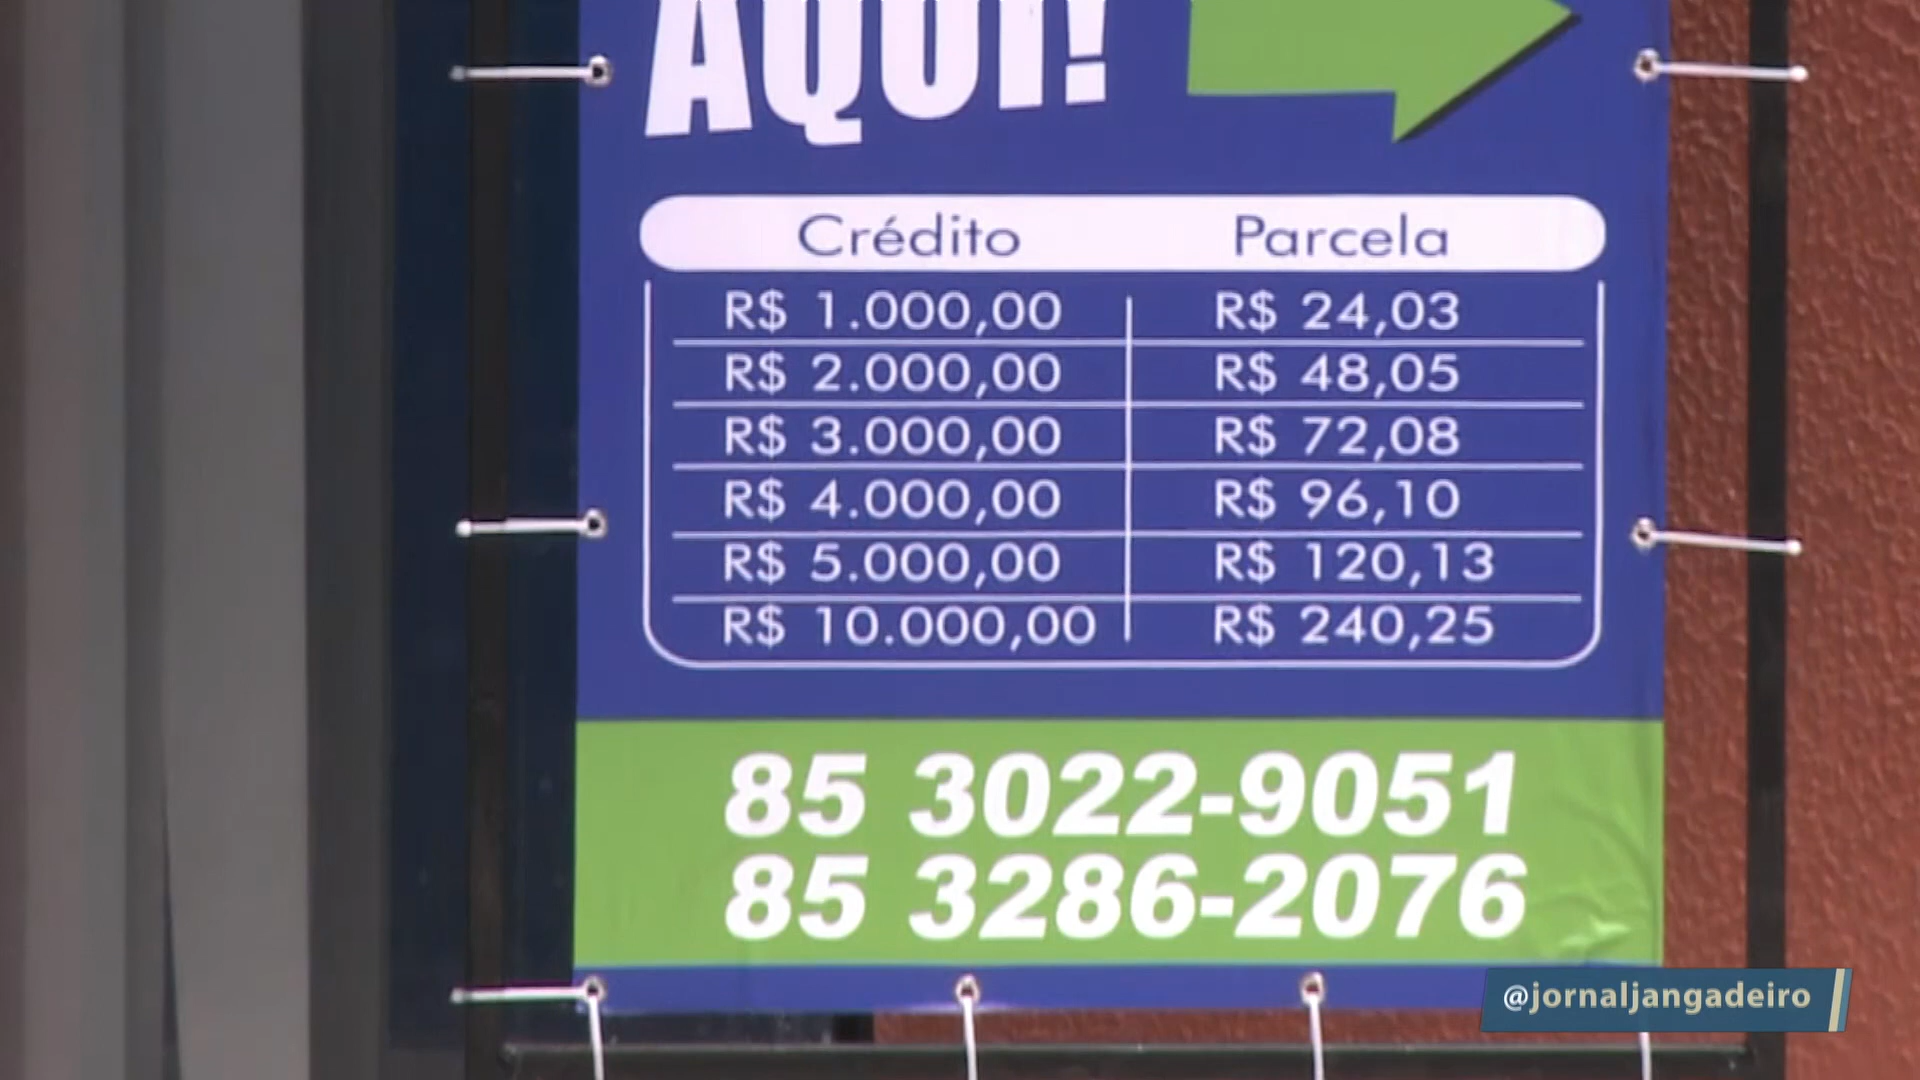 AQUI!
Crédito Parcela
R$ 1.000,00 R$ 24,03
R$ 2.000,00 R$ 48,05
R$ 3.000,00 R$ 72,08
R$ 4.000,00 R$ 96,10
R$ 5.000,00 R$ 120,13
R$ 10.000,00 R$ 240,25
85 3022-9051
85 3286-2076
@jornaljangadeiro